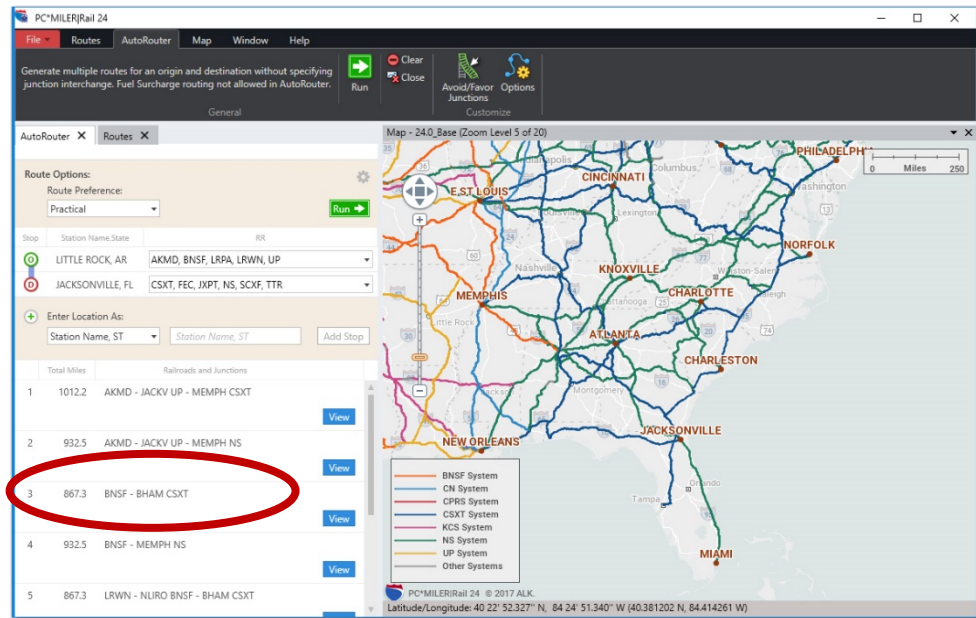 PC*MILER|Rail 24
File Routes AutoRouter Map Window Help
Generate multiple routes for an origin and destination without specifying
junction interchange. Fuel Surcharge routing not allowed in AutoRouter.
Run
Clear
Close
Avoid/Favor
Junctions
Options
General
Customize
AutoRouter Routes
Route Options:
Route Preference:
Practical
Run
Stop Station Name,State RR
O LITTLE ROCK, AR AKMD, BNSF, LRPA, LRWN, UP
D JACKSONVILLE, FL CSXT, FEC, JXPT, NS, SCXF, TTR
Enter Location As:
Station Name, ST Station Name, ST Add Stop
Total Miles Railroads and Junctions
1 1012.2 AKMD - JACKV UP - MEMPH CSXT
View
2 932.5 AKMD - JACKV UP - MEMPH NS
View
3 867.3 BNSF - BHAM CSXT
View
4 932.5 BNSF - MEMPH NS
View
5 867.3 LRWN - NLIRO BNSF - BHAM CSXT
Map - 24.0_Base (Zoom Level 5 of 20)
0 Miles 250
PHILADELPHIA
Indianapolis
Columbus
CINCINNATI
Washington
E ST LOUIS
Louisville
Lexington
NORFOLK
Nashville
KNOXVILLE
Winston-Salem
MEMPHIS
Chattanooga
CHARLOTTE
Raleigh
Little Rock
ATLANTA
CHARLESTON
Jackson
Montgomery
JACKSONVILLE
NEW ORLEANS
Orlando
Tampa
MIAMI
BNSF System
CN System
CPRS System
CSXT System
KCS System
NS System
UP System
Other Systems
PC*MILER|Rail 24 © 2017 ALK.
Latitude/Longitude: 40 22' 52.327'' N, 84 24' 51.340'' W (40.381202 N, 84.414261 W)